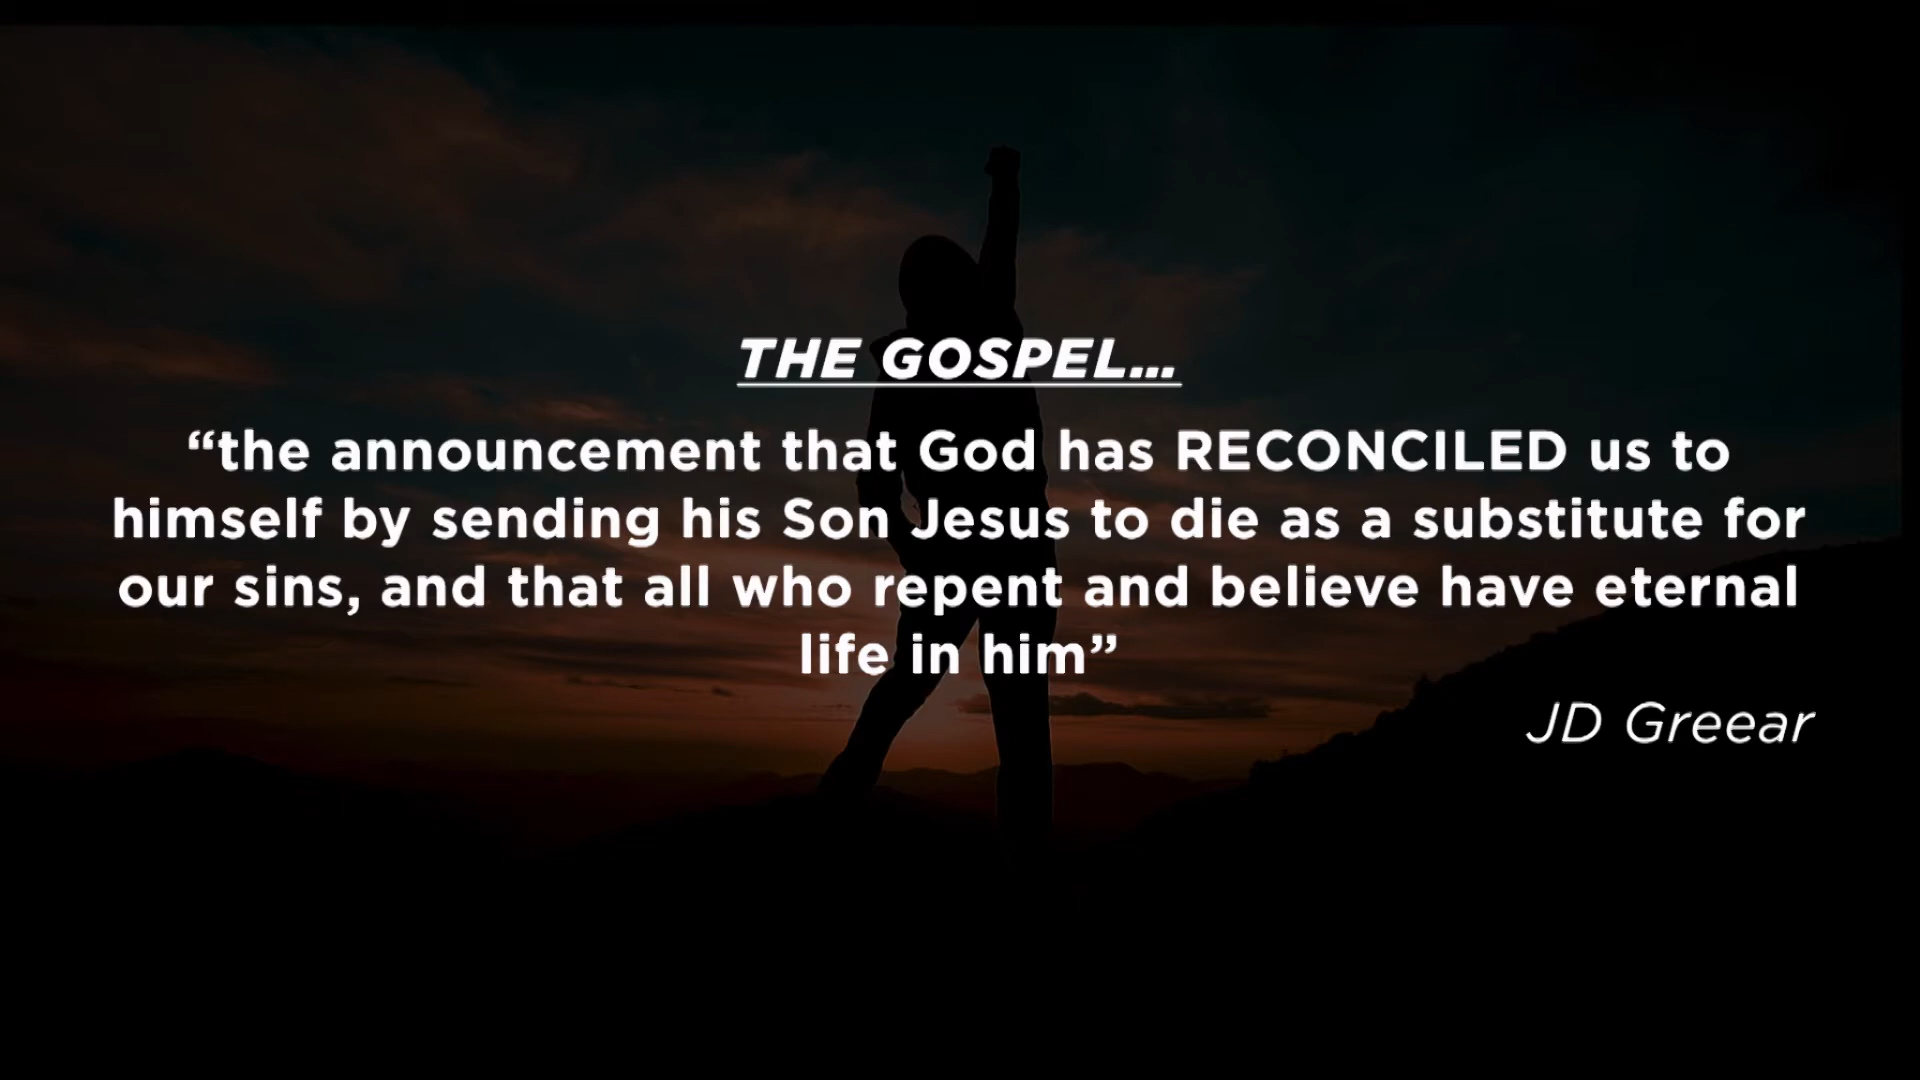 THE GOSPEL...
“the announcement that God has RECONCILED us to
himself by sending his Son Jesus to die as a substitute for
our sins, and that all who repent and believe have eternal
life in him”
JD Greear